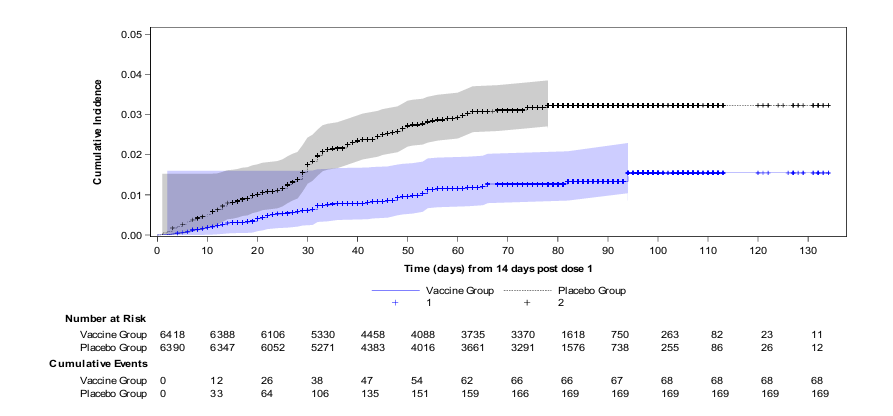 0.05
0.04
0.03
0.02
0.01
0.00
Cumulative Incidence
0 10 20 30 40 50 60 70 80 90 100 110 120 130
Time (days) from 14 days post dose 1
Vaccine Group Placebo Group
1 2
Number at Risk
Vaccine Group 6418 6388 6106 5330 4458 4088 3735 3370 1618 750 263 82 23 11
Placebo Group 6390 6347 6052 5271 4383 4016 3661 3291 1576 738 255 86 26 12
Cumulative Events
Vaccine Group 0 12 26 38 47 54 62 66 66 67 68 68 68 68
Placebo Group 0 33 64 106 135 151 159 166 169 169 169 169 169 169